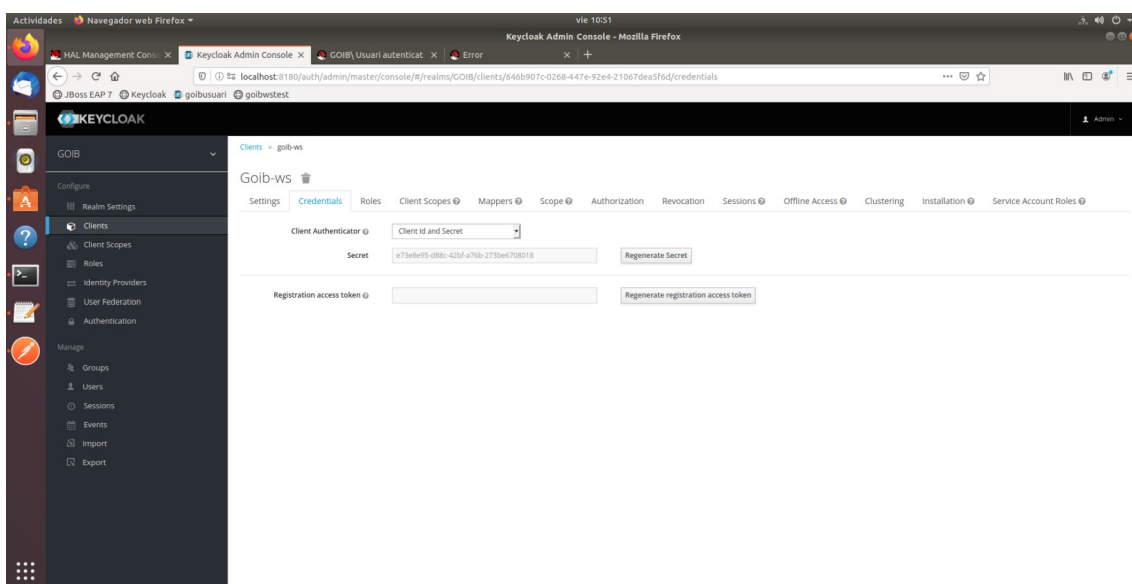 Actividades Navegador web Firefox vie 10:51
Keycloak Admin Console - Mozilla Firefox
HAL Management Conso Keycloak Admin Console GOIB\ Usuari autenticat Error
localhost:8180/auth/admin/master/console/#/realms/GOIB/clients/646b907c-0268-447e-92e4-21067dea5f6d/credentials
JBoss EAP 7 Keycloak goibusuari goibwstest
KEYCLOAK Admin
GOIB
Clients » goib-ws
Goib-ws
Configure
Settings Credentials Roles Client Scopes Mappers Scope Authorization Revocation Sessions Offline Access Clustering Installation Service Account Roles
Realm Settings
Clients
Client Authenticator Client Id and Secret
Client Scopes
Secret e73e8e95-d88c-42bf-a76b-273be6708018 Regenerate Secret
Roles
Identity Providers
Registration access token Regenerate registration access token
User Federation
Authentication
Manage
Groups
Users
Sessions
Events
Import
Export